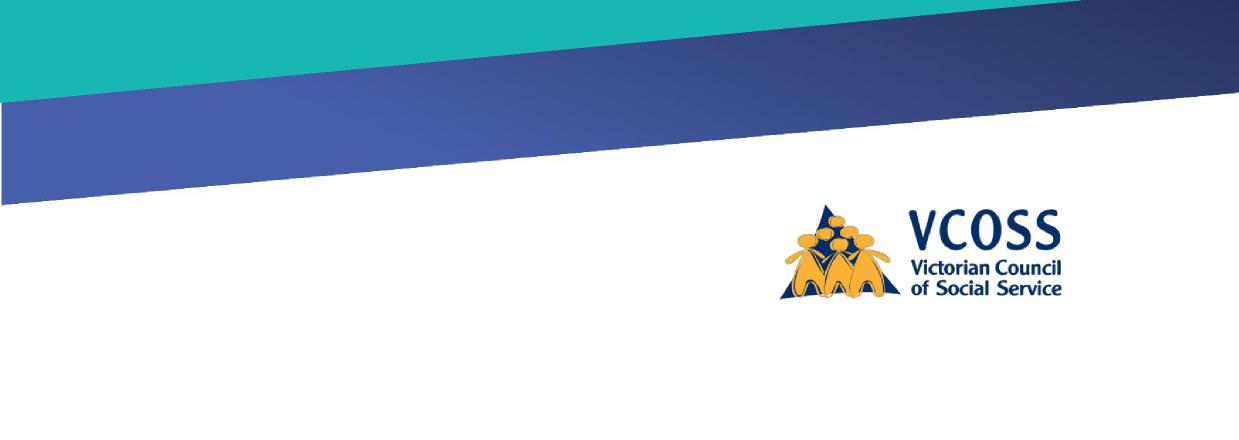 VCOSS
Victorian Council
of Social Service